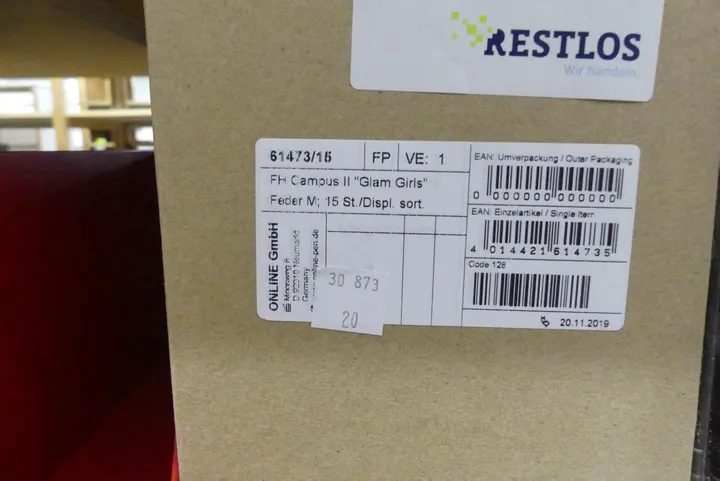 RESTLOS
Wir handeln.
61473/15 FP VE: 1
FH Campus II "Glam Girls"
Feder M; 15 St./Displ. sort.
EAN: Umverpackung / Outer Packaging
0 000000 000000
EAN: Einzelartikel / Single Item
4 014421 614735
Code 128
20.11.2019
ONLINE GmbH
Germany
30 873
20